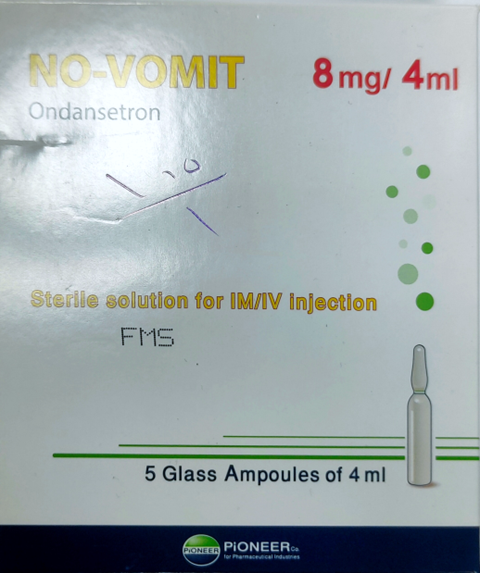 NO-VOMIT
8 mg/ 4ml
Ondansetron
Sterile solution for IM/IV injection
FMS
5 Glass Ampoules of 4 ml
PiONEER
PiONEER Co.
for Pharmaceutical Industries